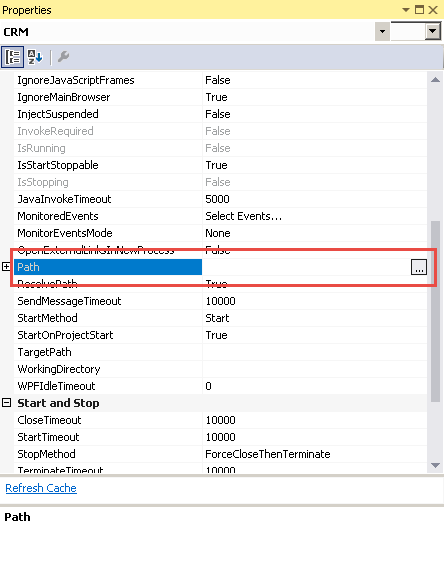 Properties
CRM
IgnoreJavaScriptFrames False
IgnoreMainBrowser True
InjectSuspended False
InvokeRequired False
IsRunning False
IsStartStoppable True
IsStopping False
JavaInvokeTimeout 5000
MonitoredEvents Select Events...
MonitorEventsMode None
OpenExternalLinksInNewProcess False
Path ...
ResolvePath True
SendMessageTimeout 10000
StartMethod Start
StartOnProjectStart True
TargetPath
WorkingDirectory
WPFIdleTimeout 0
Start and Stop
CloseTimeout 10000
StartTimeout 10000
StopMethod ForceCloseThenTerminate
TerminateTimeout 10000
Refresh Cache
Path